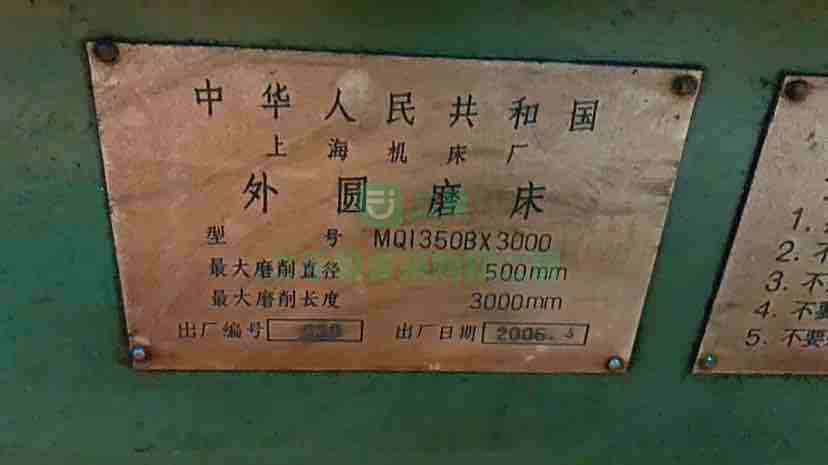 中华人民共和国
上海机床厂
外圆磨床
型 号 MQ1350BX3000
最大磨削直径 500mm
最大磨削长度 3000mm
出厂编号 出厂日期 2006.
1.
2. 不
3. 不
4. 不要
5. 不要